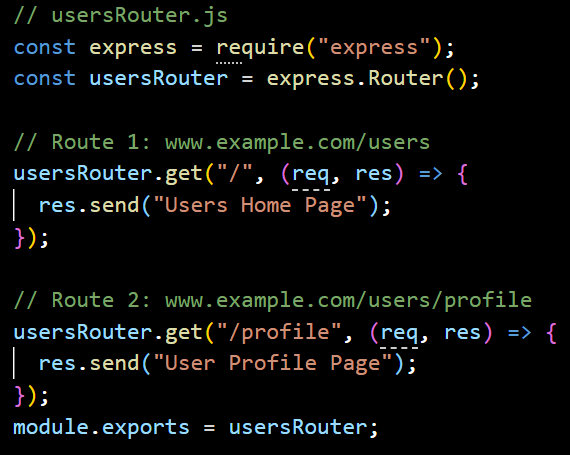 // usersRouter.js
const express = require("express");
const usersRouter = express.Router();
// Route 1: www.example.com/users
usersRouter.get("/", (req, res) => {
res.send("Users Home Page");
});
// Route 2: www.example.com/users/profile
usersRouter.get("/profile", (req, res) => {
res.send("User Profile Page");
});
module.exports = usersRouter;